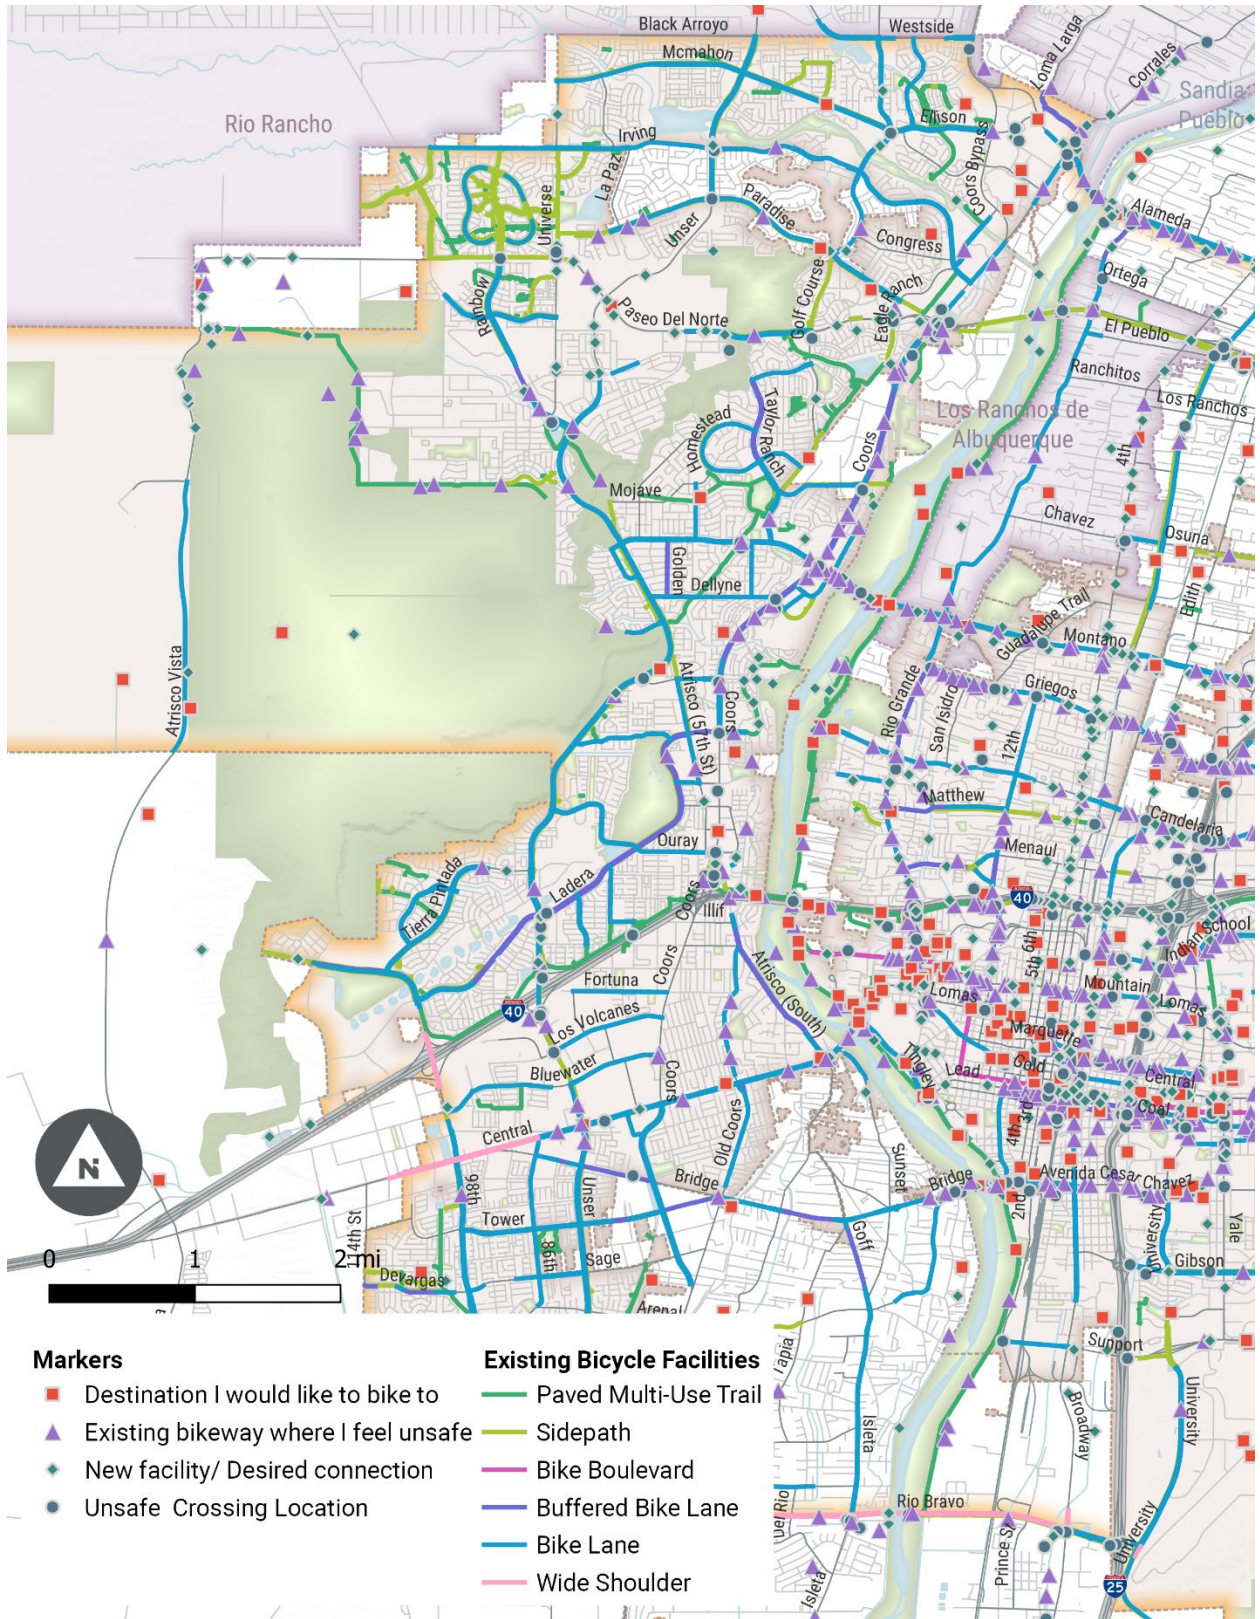 Black Arroyo
Westside
Mcmahon
Loma Larga
Corrales
Sandia
Pueblo
Rio Rancho
Irving
Ellison
La Paz
Coors Bypass
Universe
Unser
Paradise
Congress
Alameda
Rainbow
Paseo Del Norte
Golf Course
Eagle Ranch
Ortega
El Pueblo
Ranchitos
Los Ranchos
Los Ranchos de
Albuquerque
Homestead
Taylor Ranch
Coors
4th
Mojave
Chavez
Osuna
Golden
Dellyne
Edith
Guadalupe Trail
Montano
Atrisco Vista
Atrisco (57th St)
Coors
Rio Grande
San Isidro
Griegos
12th
Matthew
Candelaria
Ouray
Menaul
Tierra Pintada
Ladera
Coors
Illif
40
Indian School
Atrisco (South)
5th
6th
Fortuna
Coors
Lomas
Mountain
Lomas
40
Los Volcanes
Marquette
Bluewater
Coors
Tingley
Lead
Gold
Central
Coal
N
Central
Old Coors
4th
3rd
Sunset
98th
Unser
Bridge
Bridge
Avenida Cesar Chavez
2nd
114th St
Tower
86th
Sage
Goff
University
Yale
Gibson
0 1 2 mi
Devargas
Arenal
Support
Tapia
Isleta
Broadway
University
Del Rio
Rio Bravo
Prince St
University
Isleta
25
Markers
Destination I would like to bike to
Existing bikeway where I feel unsafe
New facility/ Desired connection
Unsafe Crossing Location
Existing Bicycle Facilities
Paved Multi-Use Trail
Sidepath
Bike Boulevard
Buffered Bike Lane
Bike Lane
Wide Shoulder